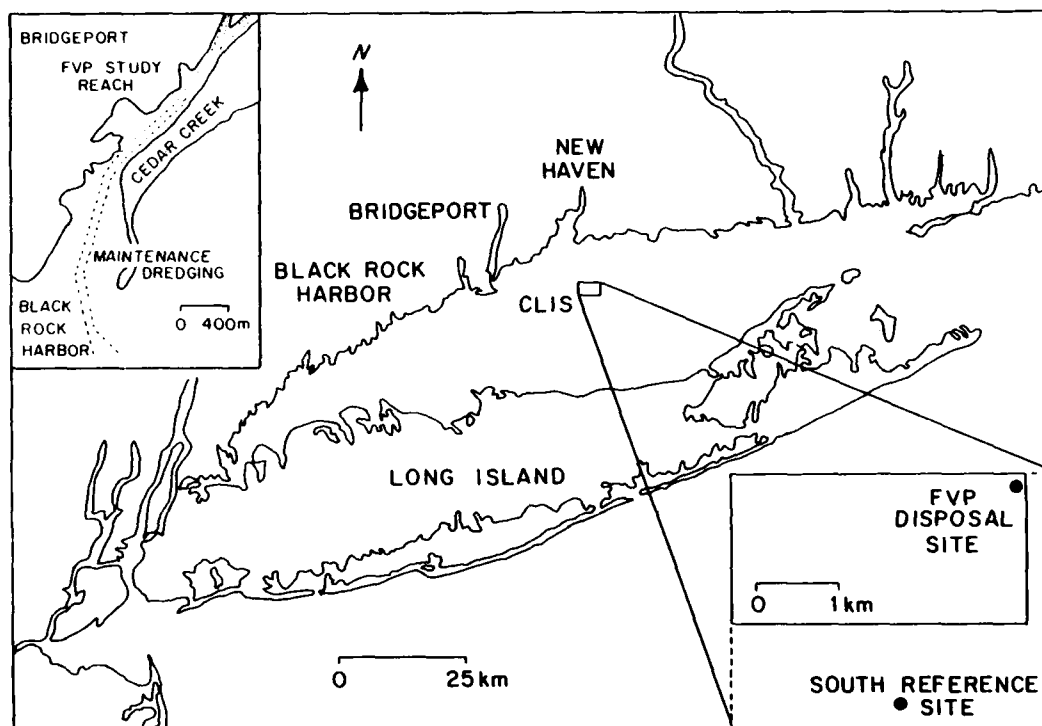 BRIDGEPORT
FVP STUDY
REACH
CEDAR CREEK
MAINTENANCE
DREDGING
0 400m
BLACK
ROCK
HARBOR
N
NEW
HAVEN
BRIDGEPORT
BLACK ROCK
HARBOR
CLIS
LONG ISLAND
0 25km
FVP
DISPOSAL
SITE
0 1km
SOUTH REFERENCE
SITE